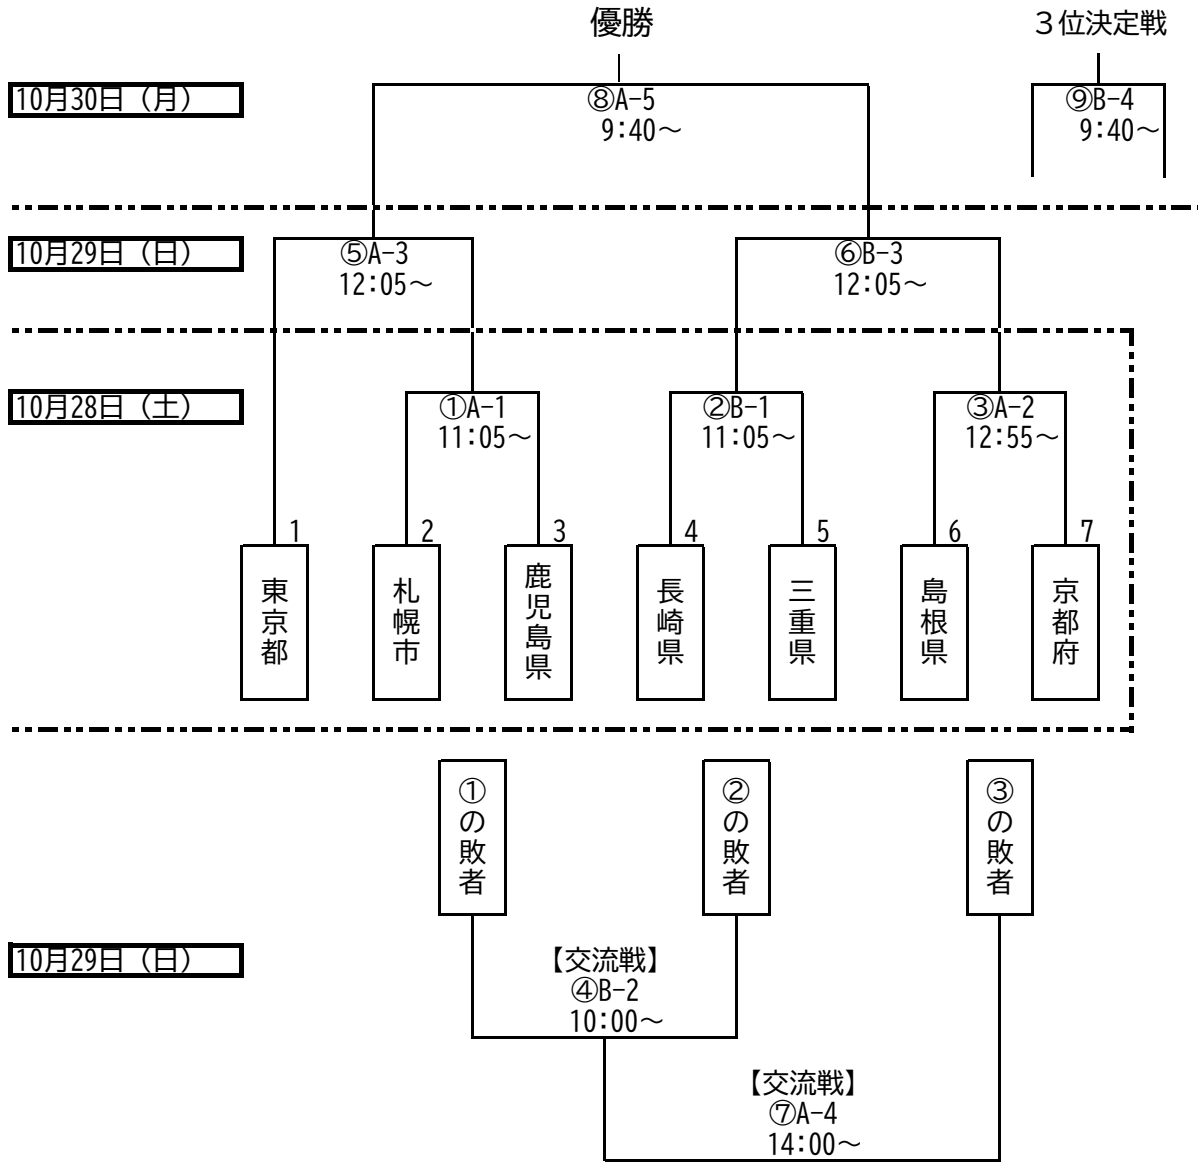 優勝
３位決定戦
10月30日（月）
⑧A-5
9:40～
⑨B-4
9:40～
10月29日（日）
⑤A-3
12:05～
⑥B-3
12:05～
10月28日（土）
①A-1
11:05～
②B-1
11:05～
③A-2
12:55～
1
2
3
4
5
6
7
東京都
札幌市
鹿児島県
長崎県
三重県
島根県
京都府
①の敗者
②の敗者
③の敗者
10月29日（日）
【交流戦】
④B-2
10:00～
【交流戦】
⑦A-4
14:00～